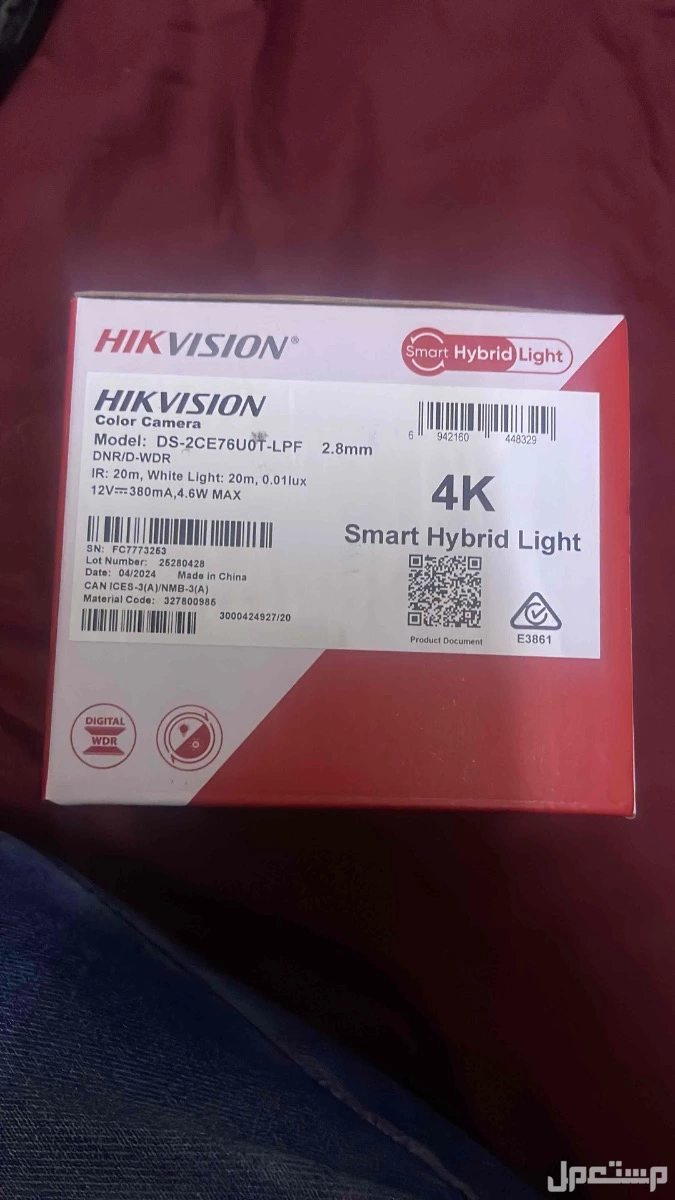 HIKVISION®
Smart Hybrid Light
HIKVISION
Color Camera
Model: DS-2CE76U0T-LPF 2.8mm
DNR/D-WDR
IR: 20m, White Light: 20m, 0.01lux
12V⎓380mA,4.6W MAX
6 942160 448329
4K
Smart Hybrid Light
SN: FC7773253
Lot Number: 25280428
Date: 04/2024 Made in China
CAN ICES-3(A)/NMB-3(A)
Material Code: 327800985
3000424927/20
Product Document
E3861
DIGITAL
WDR
مستعمل